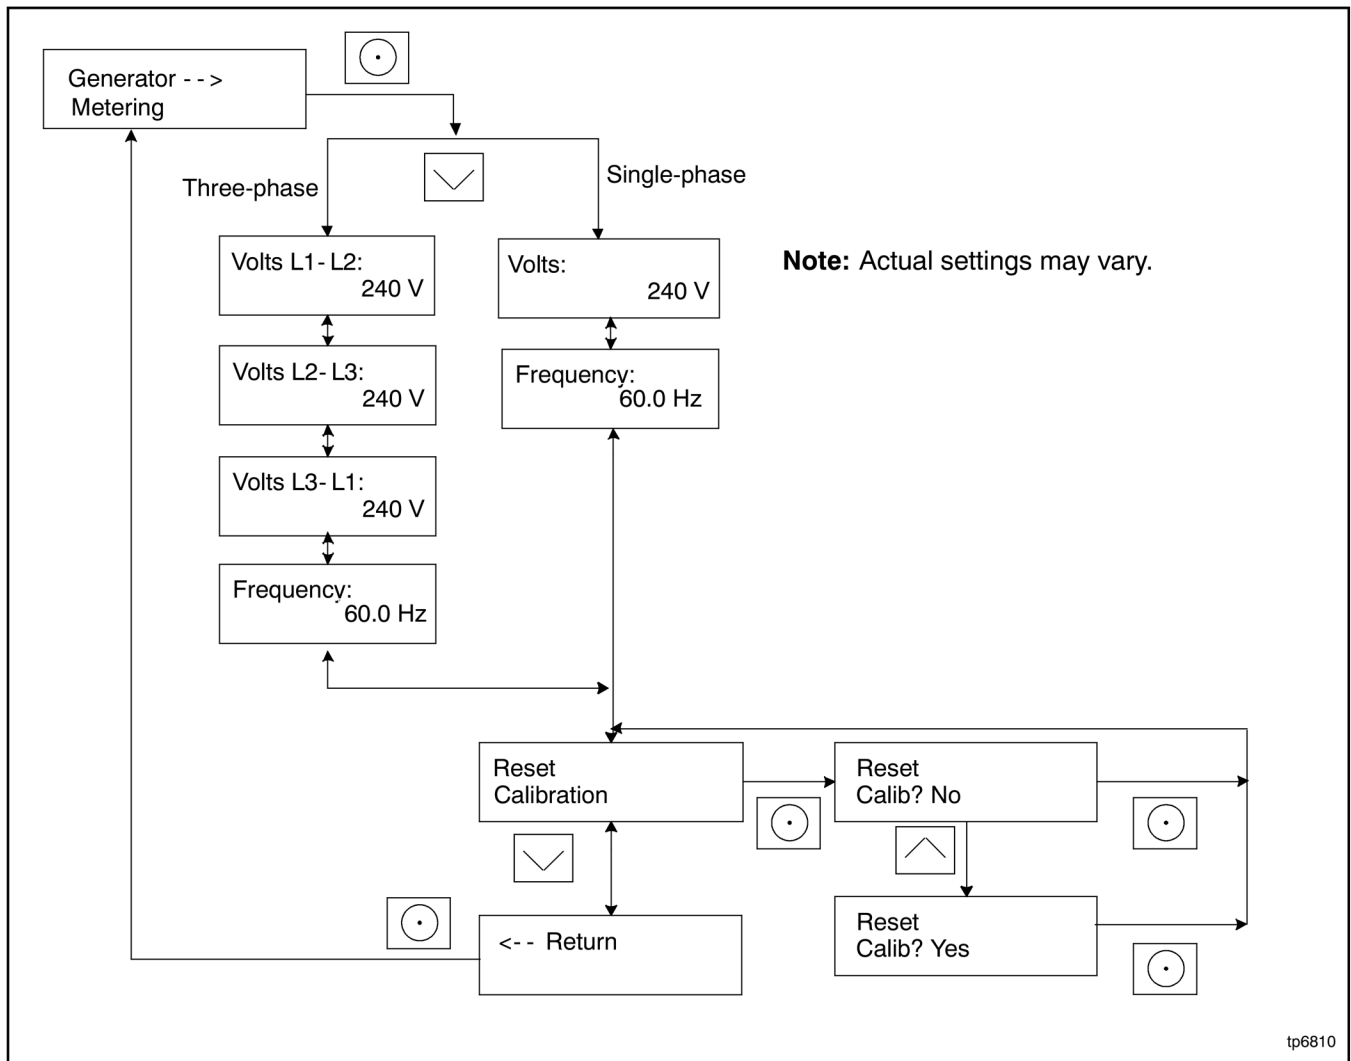 Generator - - >
Metering
Three-phase
Single-phase
Volts L1- L2:
240 V
Volts:
240 V
Note: Actual settings may vary.
Volts L2- L3:
240 V
Frequency:
60.0 Hz
Volts L3- L1:
240 V
Frequency:
60.0 Hz
Reset
Calibration
Reset
Calib? No
<- - Return
Reset
Calib? Yes
tp6810